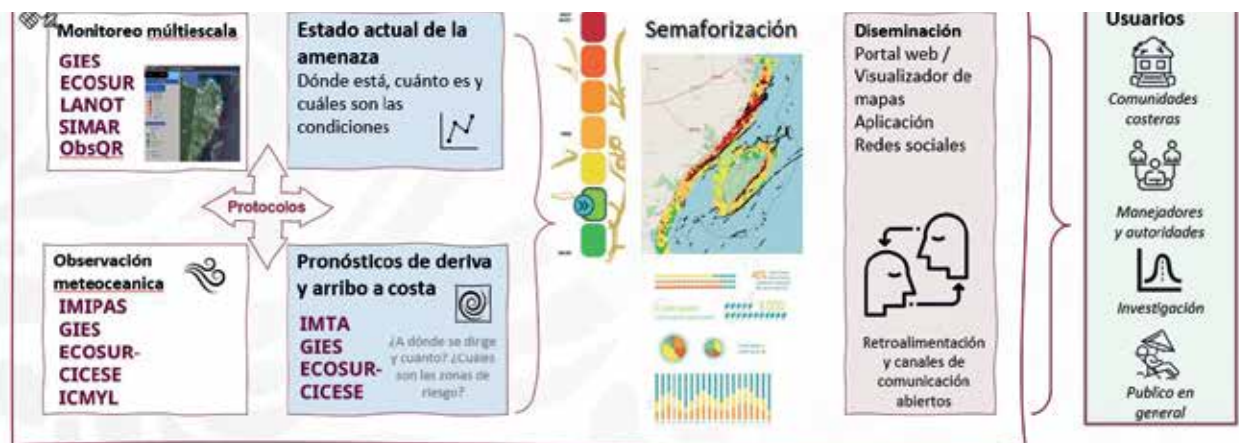 Monitoreo múltiescala
GIES
ECOSUR
LANOT
SIMAR
ObsQR
Estado actual de la
amenaza
Dónde está, cuánto es y
cuáles son las
condiciones
Protocolos
Observación
meteoceanica
IMIPAS
GIES
ECOSUR-
CICESE
ICMYL
Pronósticos de deriva
y arribo a costa
IMTA
GIES
ECOSUR-
CICESE
¿A dónde se dirige
y cuánto? ¿Cuáles
son las zonas de
riesgo?
Semaforización
Diseminación
Portal web /
Visualizador de
mapas
Aplicación
Redes sociales
Retroalimentación
y canales de
comunicación
abiertos
Usuarios
Comunidades
costeras
Manejadores
y autoridades
Investigación
Publico en
general